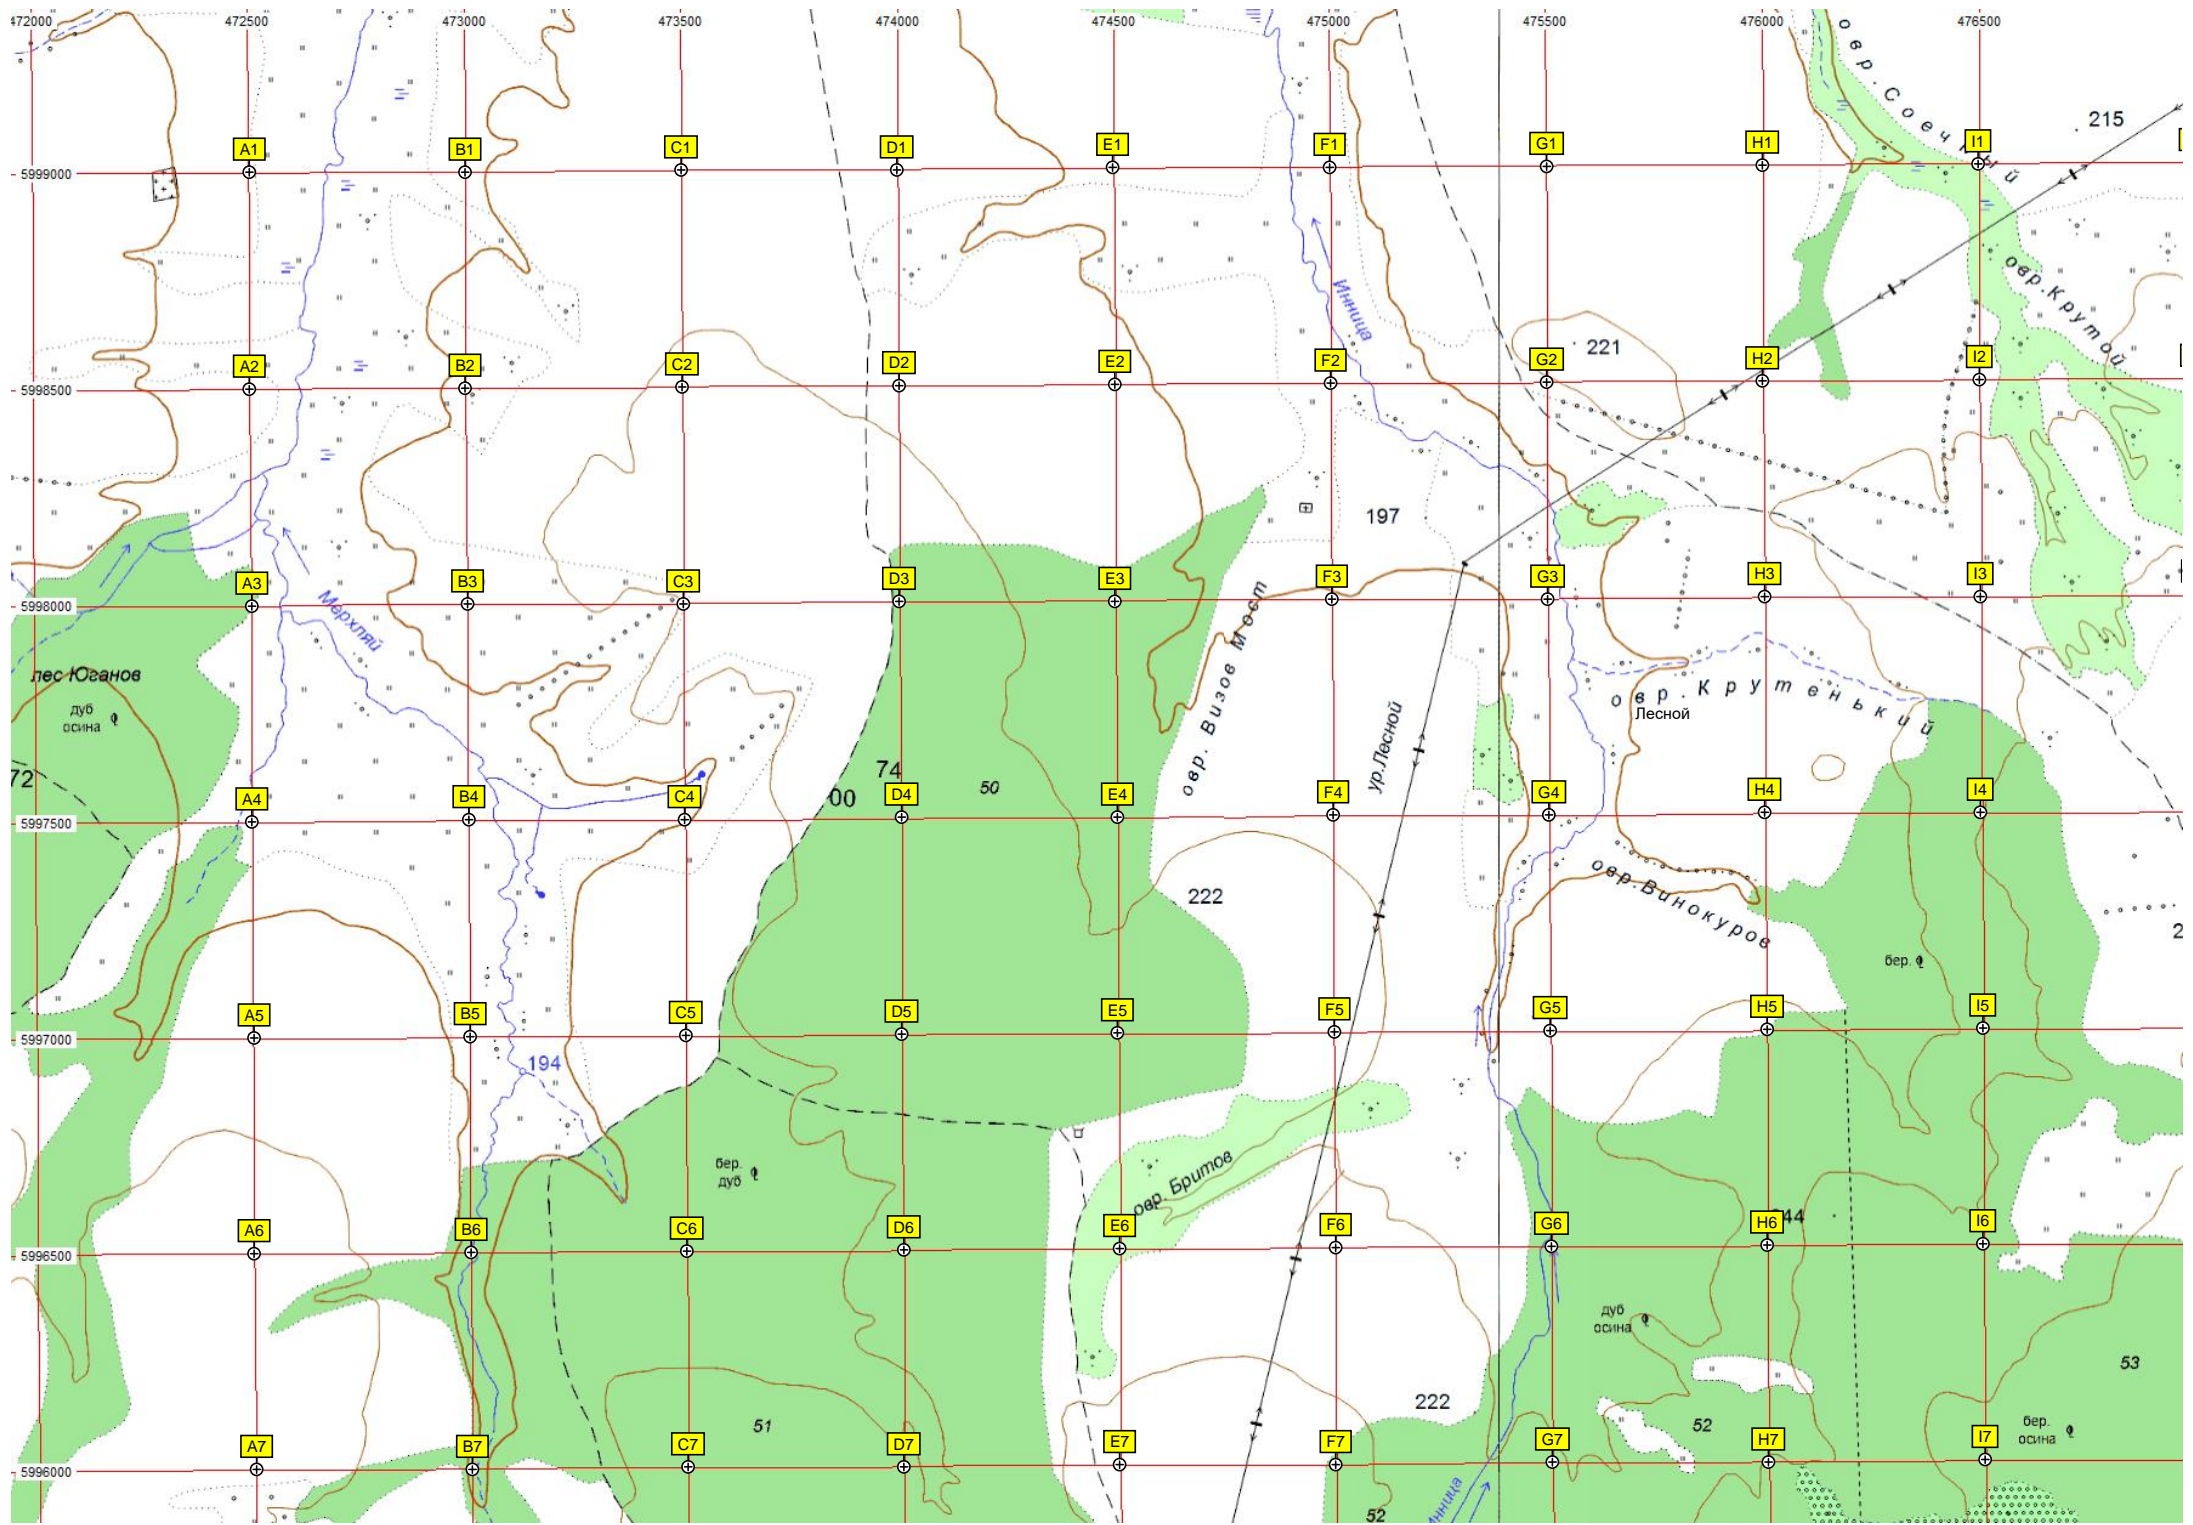 472000 472500 473000 473500 474000 474500 475000 475500 476000 476500
овр. Соечный
215
A1 B1 C1 D1 E1 F1 G1 H1 I1
5999000
овр. Крутой
Инница
221
A2 B2 C2 D2 E2 F2 G2 H2 I2
5998500
197
A3 B3 C3 D3 E3 F3 G3 H3 I3
5998000
Мерхляй
овр. Визов Мост
лес Юганов
дуб
осина
ур.Лесной
овр. Крутенький
Лесной
72
74
00
50
A4 B4 C4 D4 E4 F4 G4 H4 I4
5997500
222
овр.Винокуров
2
бер.
A5 B5 C5 D5 E5 F5 G5 H5 I5
5997000
194
бер.
дуб
овр. Бритов
A6 B6 C6 D6 E6 F6 G6 H6 44 I6
5996500
дуб
осина
53
222
51
52
бер.
осина
A7 B7 C7 D7 E7 F7 G7 H7 I7
5996000
Инница
52